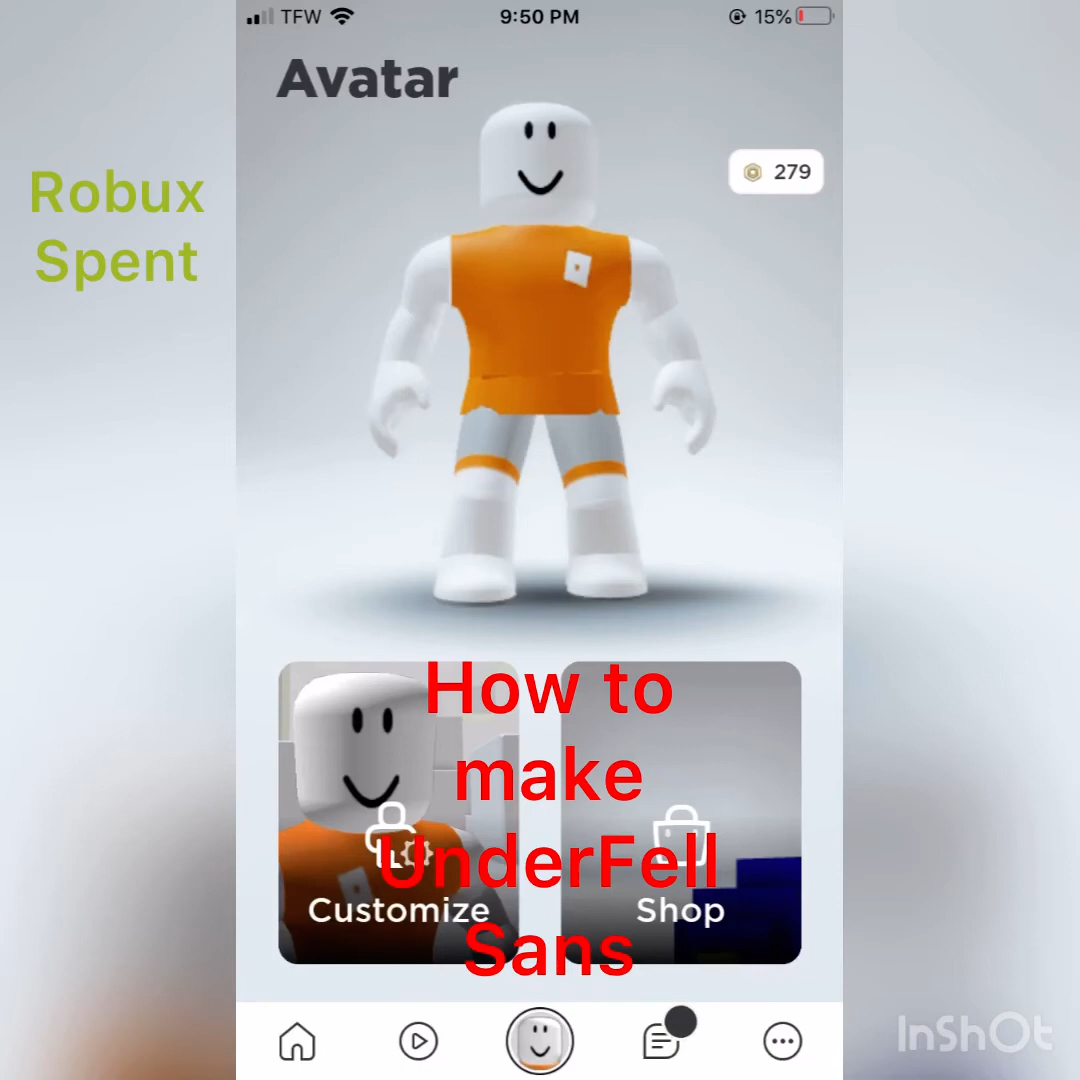 TFW
9:50 PM
15%
Avatar
279
Robux
Spent
How to
make
UnderFell
Sans
Customize
Shop
InShOt